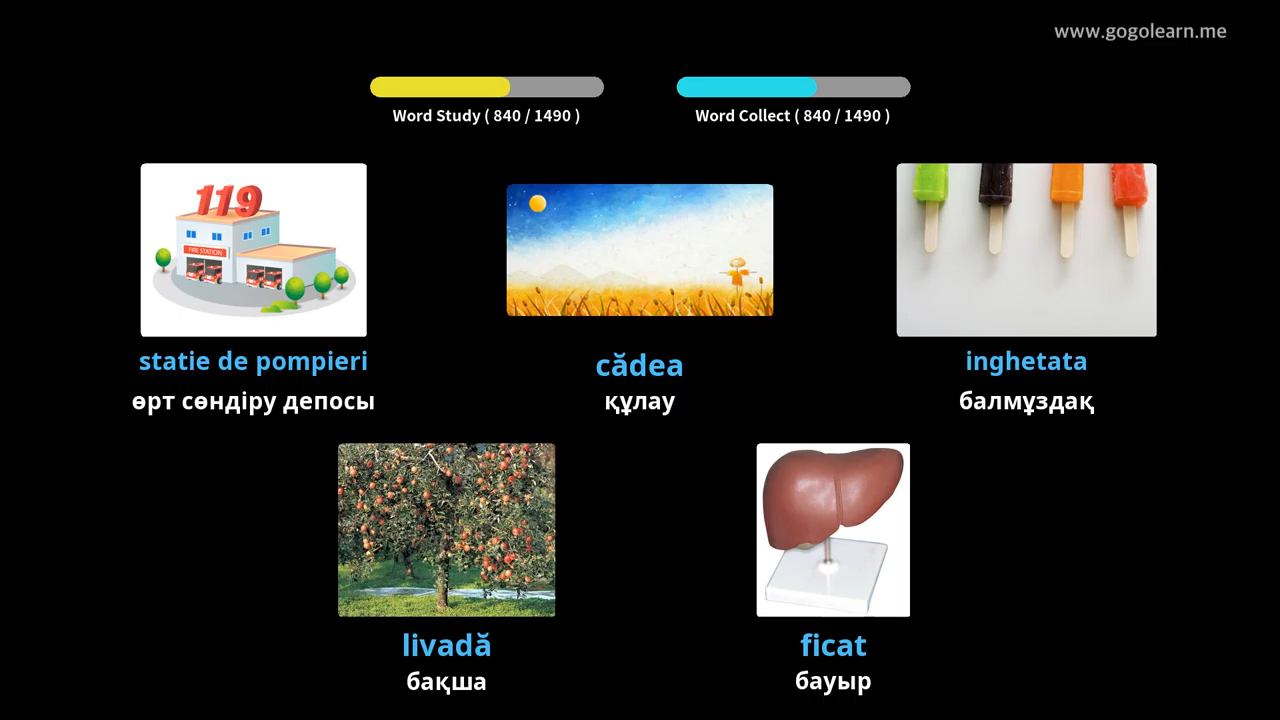 www.gogolearn.me
Word Study ( 840 / 1490 )
Word Collect ( 840 / 1490 )
119
FIRE STATION
statie de pompieri
өрт сөндіру депосы
cădea
құлау
inghetata
балмұздақ
livadă
бақша
ficat
бауыр